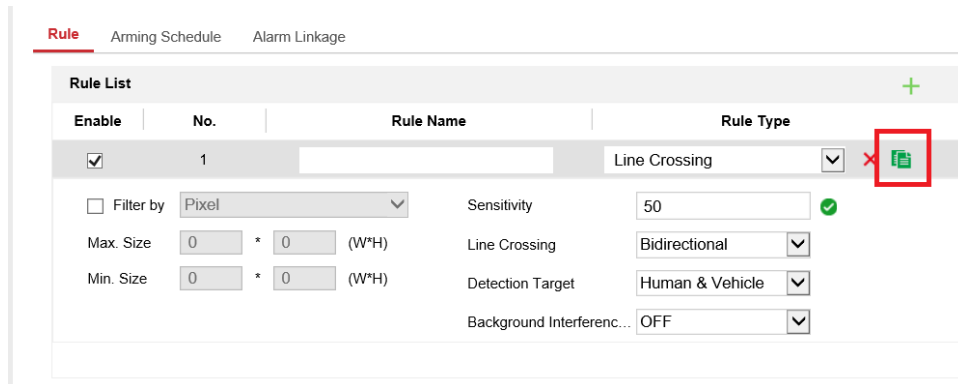 Rule Arming Schedule Alarm Linkage
Rule List
Enable No. Rule Name Rule Type
1 Line Crossing
Filter by Pixel Sensitivity 50
Max. Size 0 * 0 (W*H) Line Crossing Bidirectional
Min. Size 0 * 0 (W*H) Detection Target Human & Vehicle
Background Interferenc... OFF